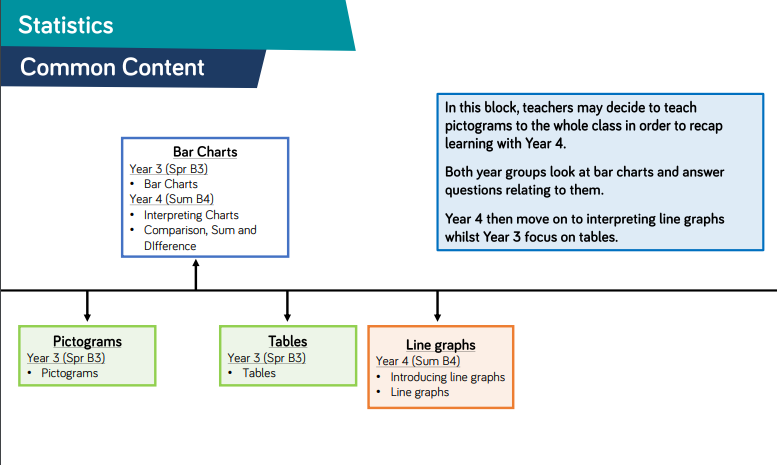 Statistics
Common Content
In this block, teachers may decide to teach
pictograms to the whole class in order to recap
learning with Year 4.
Both year groups look at bar charts and answer
questions relating to them.
Year 4 then move on to interpreting line graphs
whilst Year 3 focus on tables.
Bar Charts
Year 3 (Spr B3)
• Bar Charts
Year 4 (Sum B4)
• Interpreting Charts
• Comparison, Sum and
DIfference
Pictograms
Year 3 (Spr B3)
• Pictograms
Tables
Year 3 (Spr B3)
• Tables
Line graphs
Year 4 (Sum B4)
• Introducing line graphs
• Line graphs